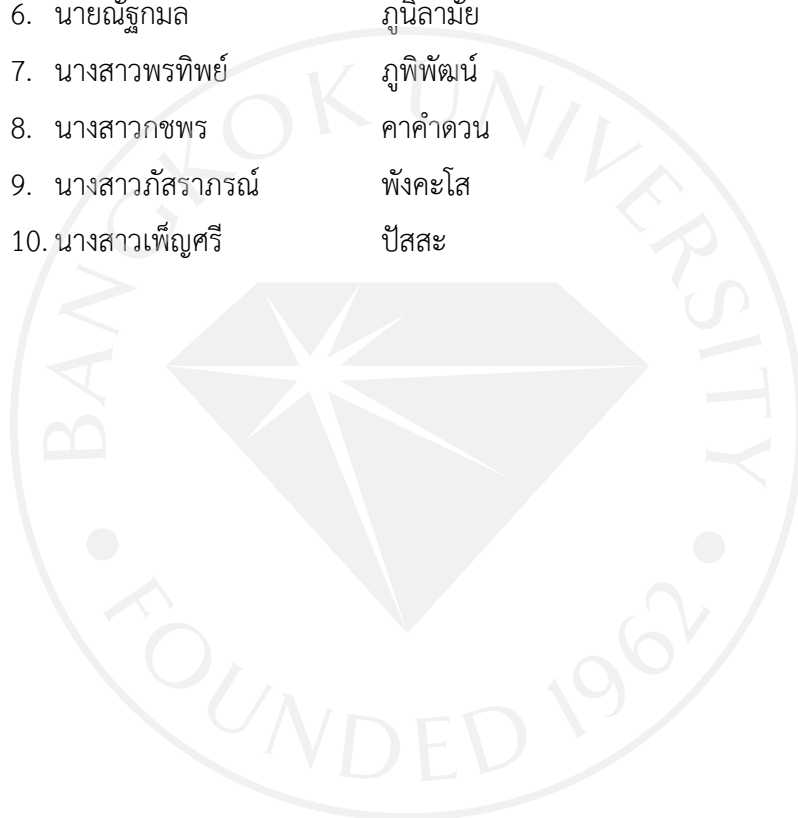 6. นายณัฐกมล ภูนิลามัย
7. นางสาวพรทิพย์ ภูพิพัฒน์
8. นางสาวกชพร คาคำดวน
9. นางสาวภัสราภรณ์ พังคะโส
10. นางสาวเพ็ญศรี ปัสสะ
BANGKOK UNIVERSITY
FOUNDED 1962